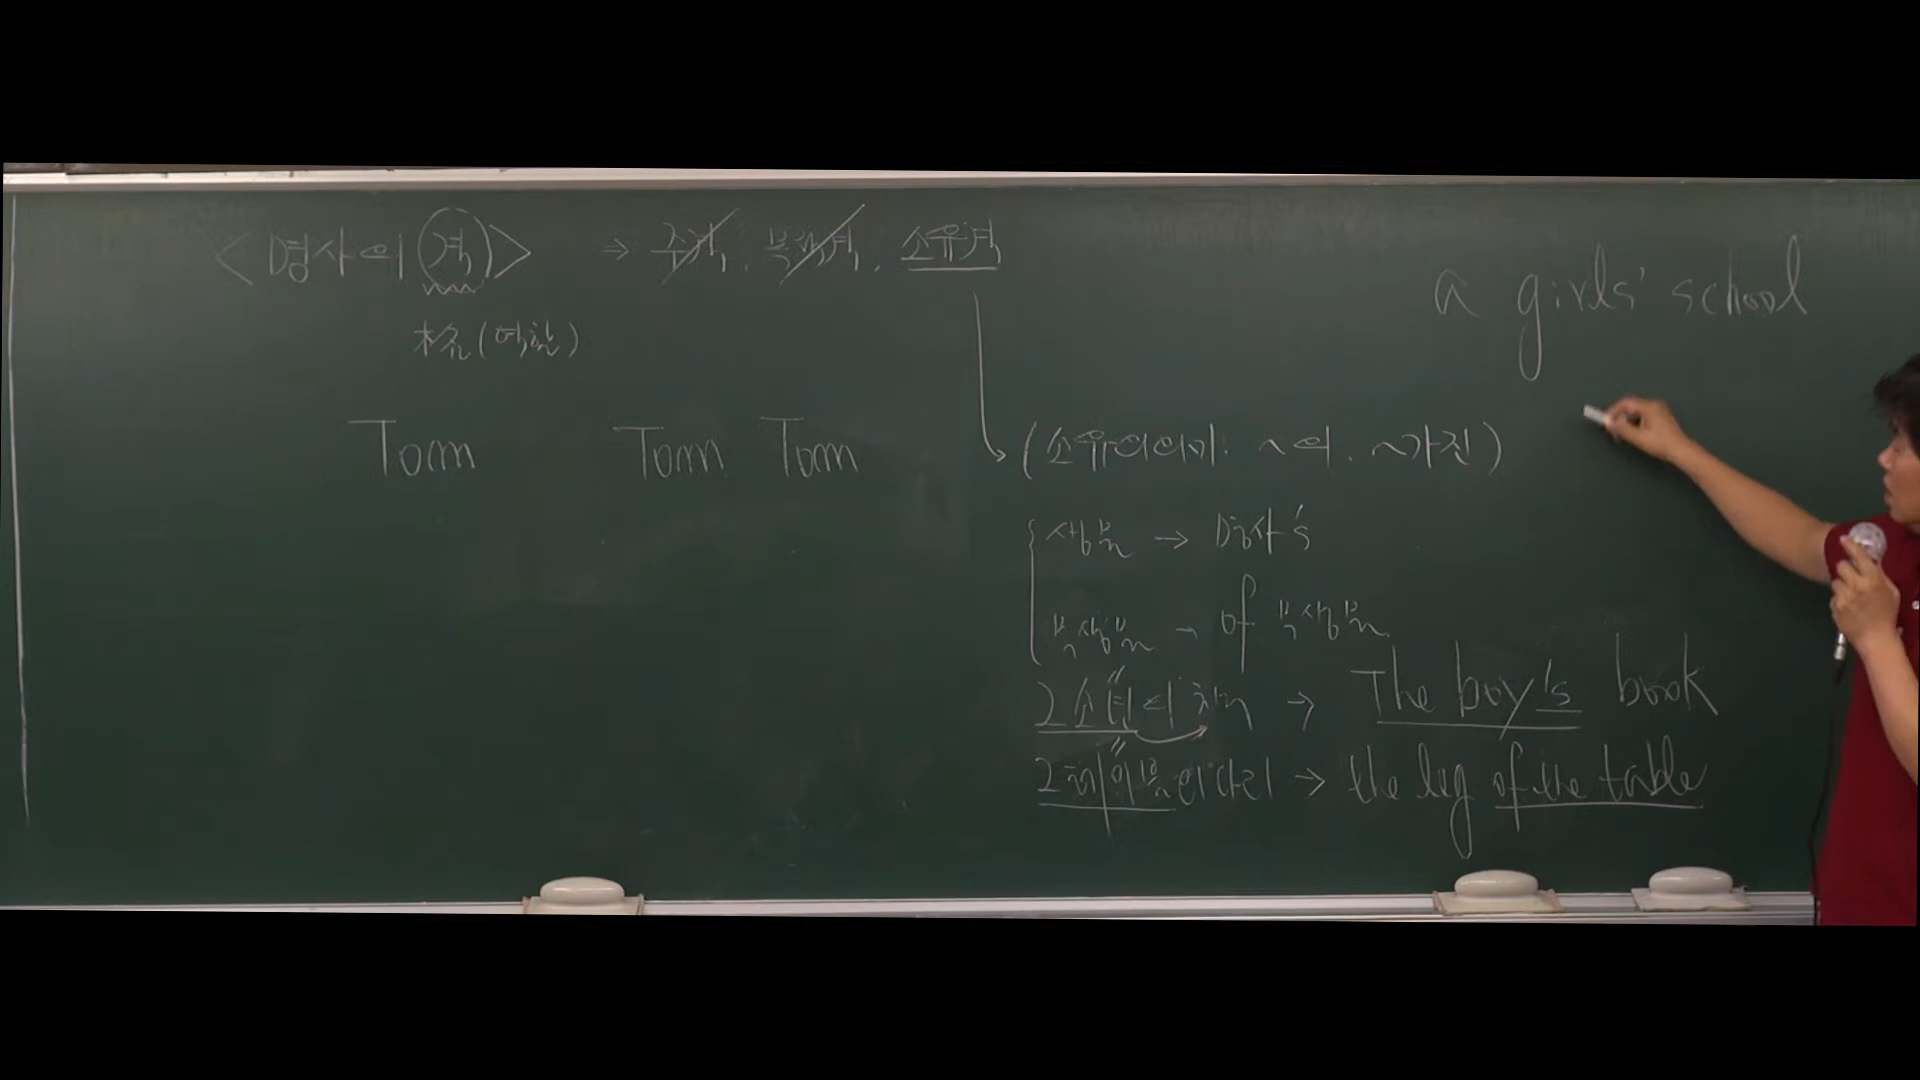 <명사의 격> ⇒ 주격, 목적격, 소유격
格(역할)
a girls' school
Tom Tom Tom
(소유의의미: ~의, ~가진)
생물 → 명사's
무생물 → of 무생물
그 소년의 책 → The boy's book
그 테이블의 다리 → the leg of the table